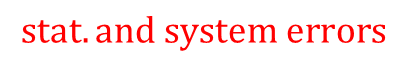 stat. and system errors